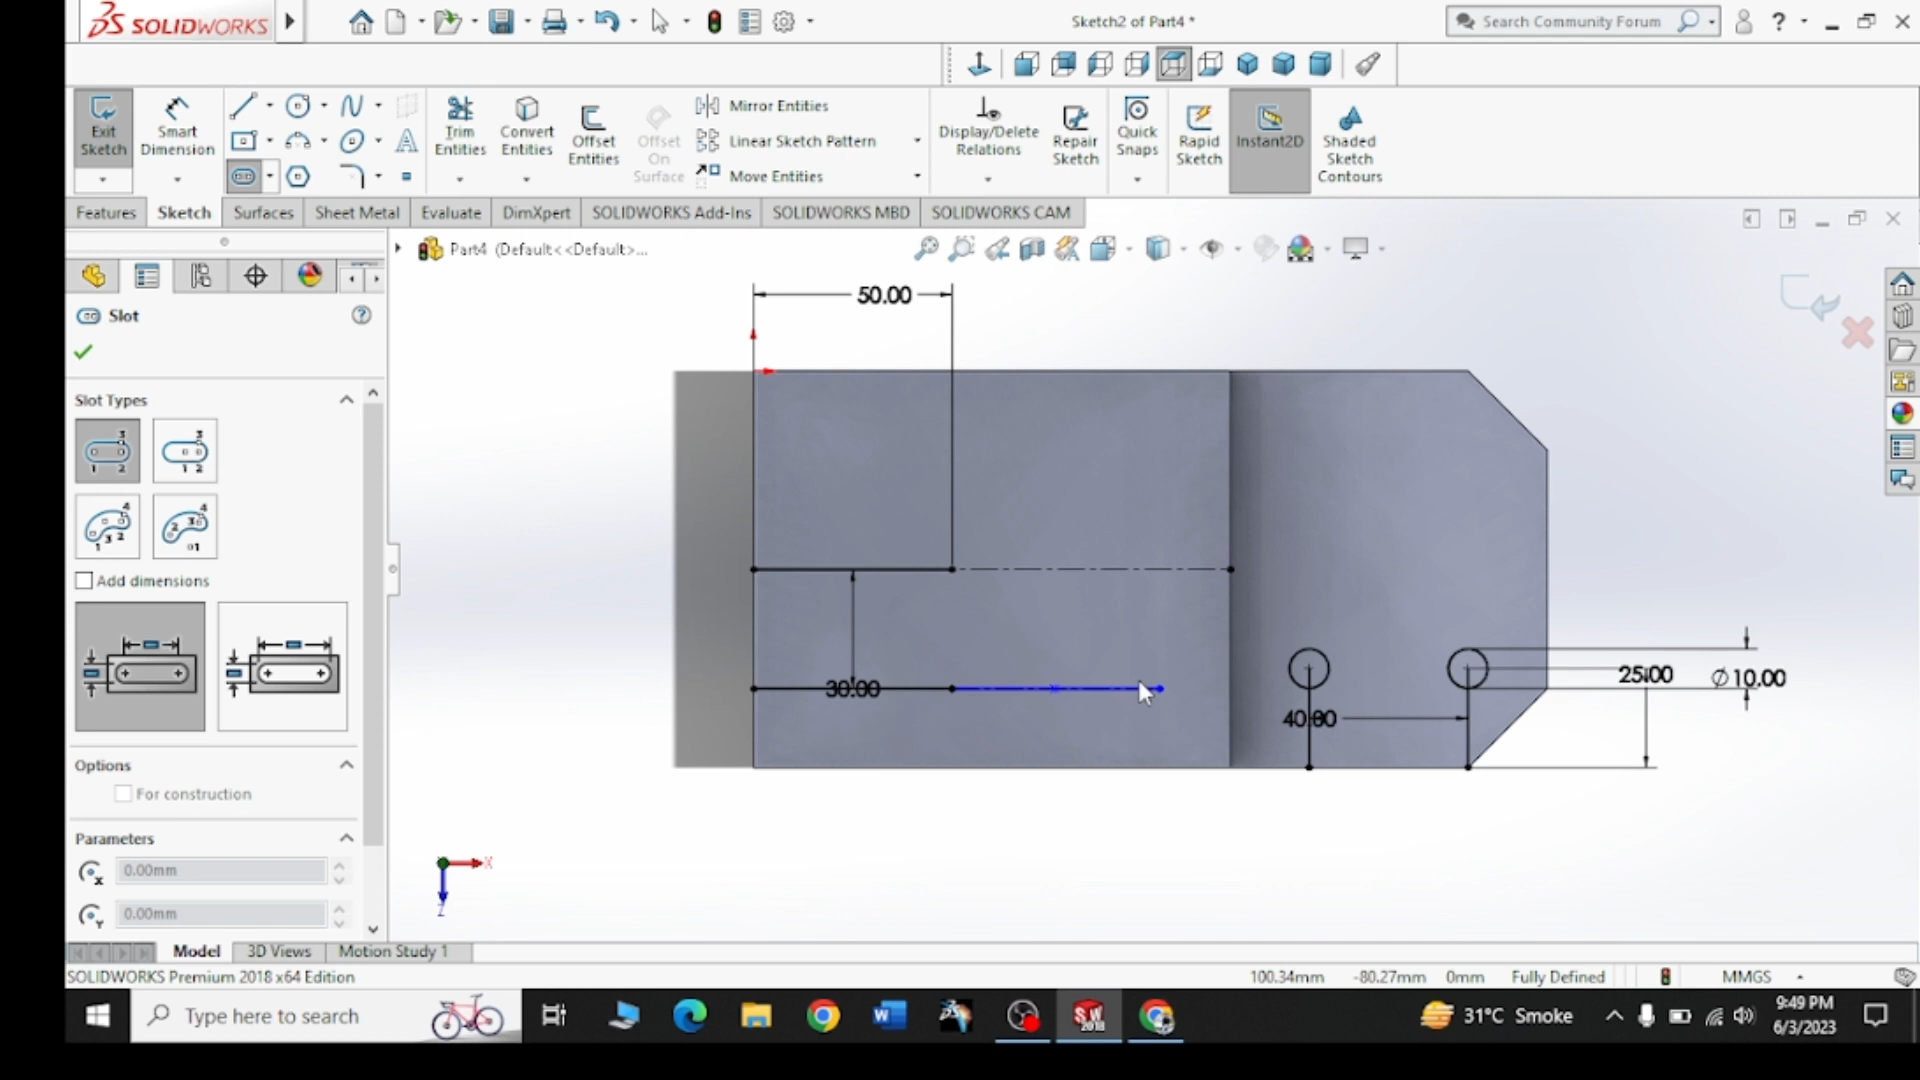 SOLIDWORKS
Sketch2 of Part4 *
Search Community Forum
Exit Sketch
Smart Dimension
Trim Entities
Convert Entities
Offset Entities
Offset On Surface
Mirror Entities
Linear Sketch Pattern
Move Entities
Display/Delete Relations
Repair Sketch
Quick Snaps
Rapid Sketch
Instant2D
Shaded Sketch Contours
Features Sketch Surfaces Sheet Metal Evaluate DimXpert SOLIDWORKS Add-Ins SOLIDWORKS MBD SOLIDWORKS CAM
Part4 (Default<<Default>...
Slot
Slot Types
Add dimensions
Options
For construction
Parameters
0.00mm
0.00mm
50.00
30.00
40.00
25.00
∅10.00
X
Z
Model 3D Views Motion Study 1
SOLIDWORKS Premium 2018 x64 Edition
100.34mm -80.27mm 0mm Fully Defined MMGS
Type here to search
31°C Smoke
9:49 PM
6/3/2023